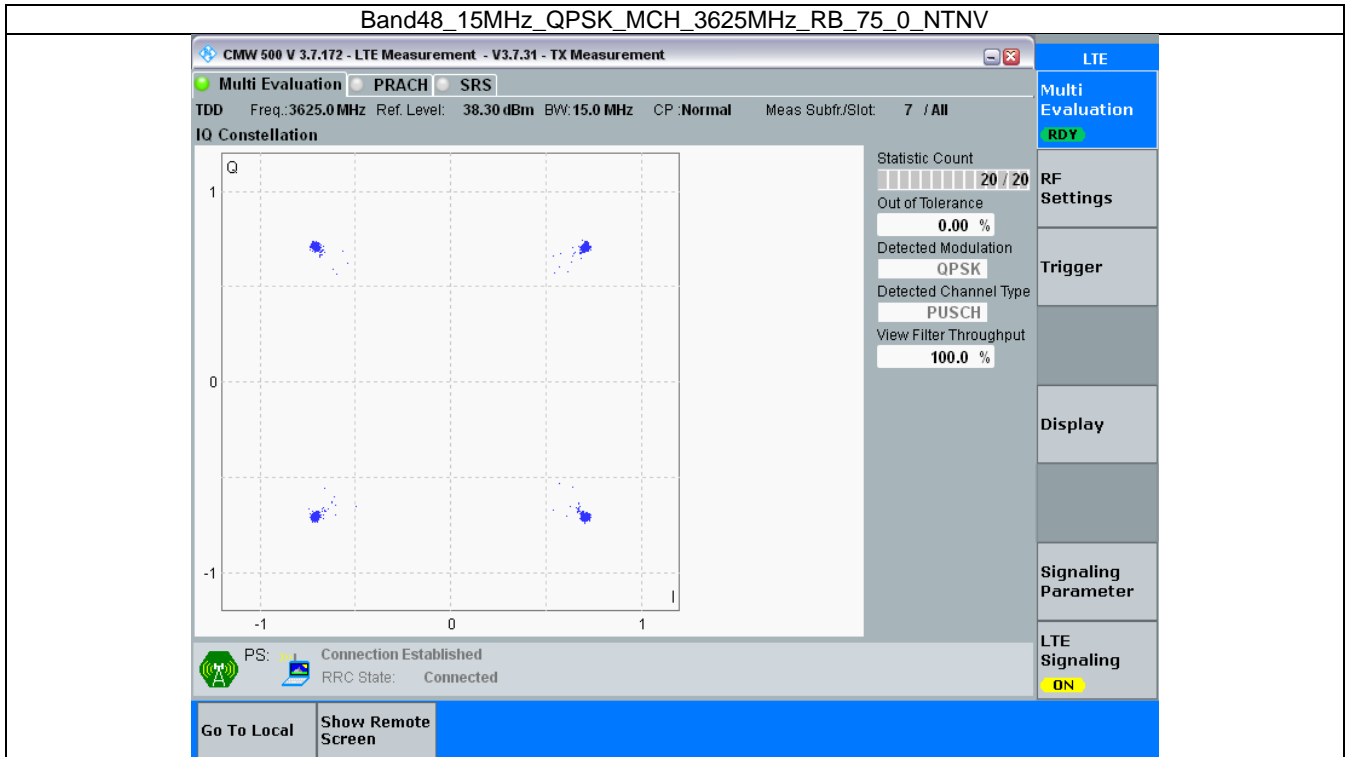 Band48_15MHz_QPSK_MCH_3625MHz_RB_75_0_NTNV
CMW 500 V 3.7.172 - LTE Measurement - V3.7.31 - TX Measurement
LTE
Multi Evaluation PRACH SRS
TDD Freq.:3625.0 MHz Ref. Level: 38.30 dBm BW:15.0 MHz CP :Normal Meas Subfr./Slot: 7 / All
IQ Constellation
Q
1
0
-1
-1 0 1
I
Statistic Count
20 / 20
Out of Tolerance
0.00 %
Detected Modulation
QPSK
Detected Channel Type
PUSCH
View Filter Throughput
100.0 %
Multi
Evaluation
RDY
RF
Settings
Trigger
Display
Signaling
Parameter
LTE
Signaling
ON
PS:
Connection Established
RRC State: Connected
Go To Local
Show Remote
Screen